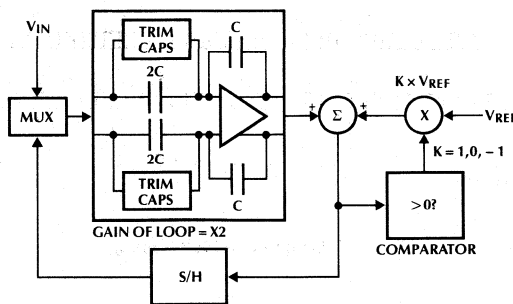 VIN
TRIM
CAPS
C
2C
MUX
2C
TRIM
CAPS
C
GAIN OF LOOP = X2
+
Σ
+
K × VREF
X
VREF
K = 1,0, – 1
>0?
COMPARATOR
S/H